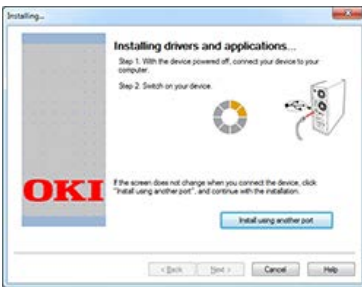 Installing...
Installing drivers and applications...
Step 1. With the device powered off, connect your device to your
computer.
Step 2. Switch on your device.
OKI
If the screen does not change when you connect the device, click
"Install using another port", and continue with the installation.
Install using another port
< Back
Next >
Cancel
Help